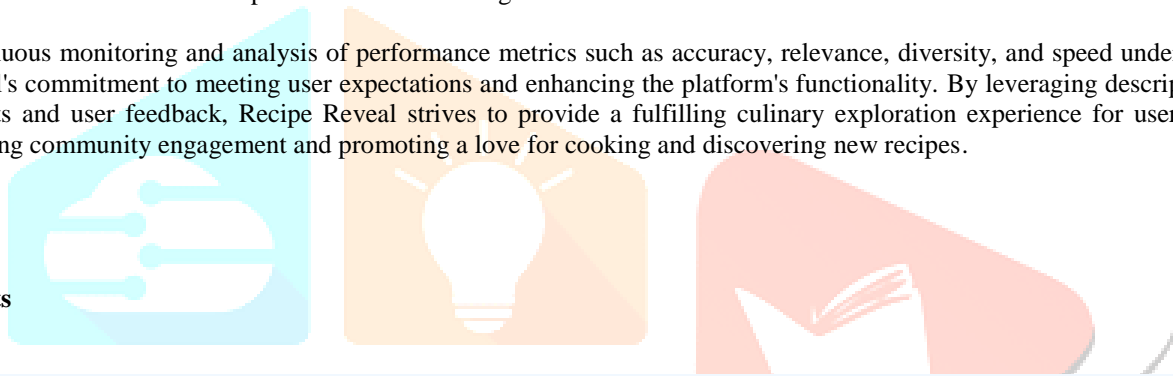 uous monitoring and analysis of performance metrics such as accuracy, relevance, diversity, and speed unde
l's commitment to meeting user expectations and enhancing the platform's functionality. By leveraging descrip
ts and user feedback, Recipe Reveal strives to provide a fulfilling culinary exploration experience for user
ng community engagement and promoting a love for cooking and discovering new recipes.
ts